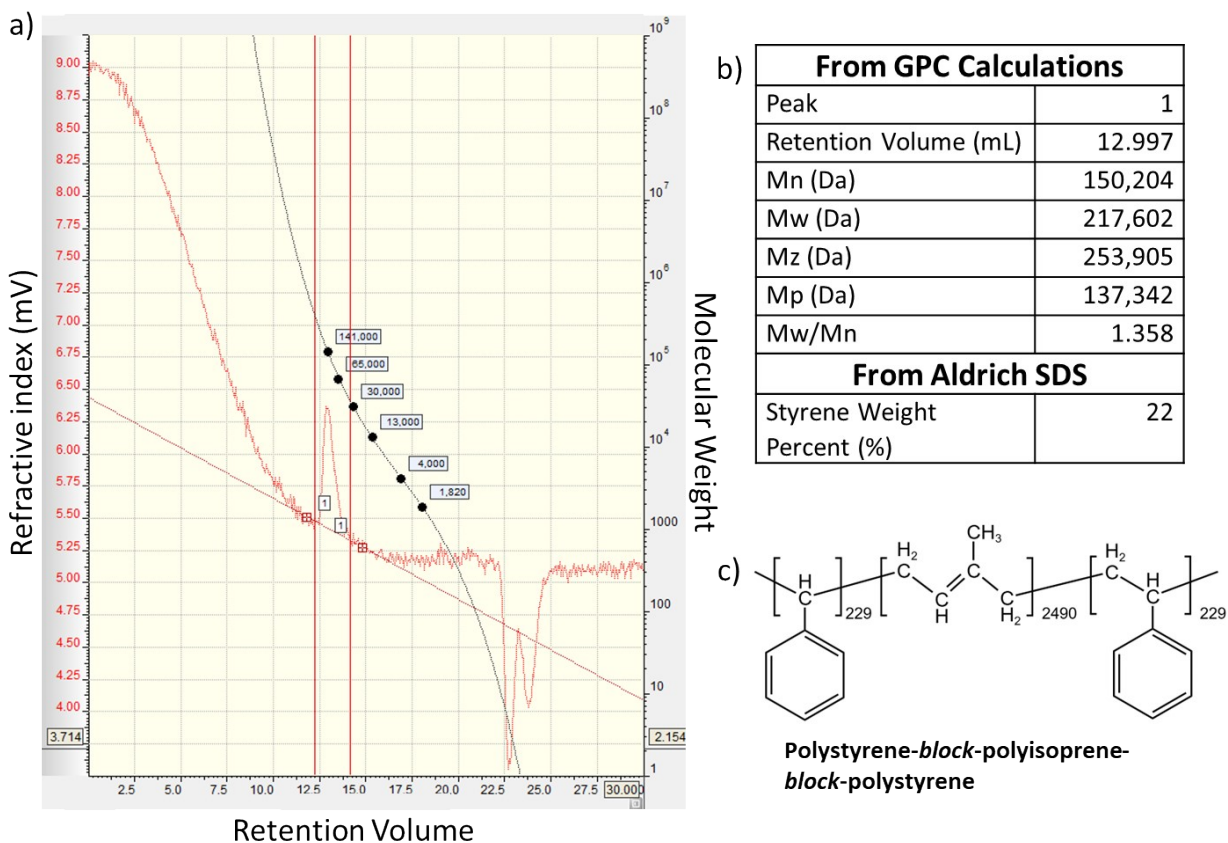 a)
Refractive index (mV)
9.00
8.75
8.50
8.25
8.00
7.75
7.50
7.25
7.00
6.75
6.50
6.25
6.00
5.75
5.50
5.25
5.00
4.75
4.50
4.25
4.00
3.714
10⁹
10⁸
10⁷
10⁶
10⁵
10⁴
1000
100
10
2.154
1
Molecular Weight
141,000
65,000
30,000
13,000
4,000
1,820
1
1
2.5 5.0 7.5 10.0 12.5 15.0 17.5 20.0 22.5 25.0 27.5 30.000
Retention Volume
b)
From GPC Calculations
Peak 1
Retention Volume (mL) 12.997
Mn (Da) 150,204
Mw (Da) 217,602
Mz (Da) 253,905
Mp (Da) 137,342
Mw/Mn 1.358
From Aldrich SDS
Styrene Weight 22
Percent (%)
c)
H C 229
H₂ C C H C CH₃ C H₂ 2490
H₂ C H C 229
Polystyrene-block-polyisoprene-
block-polystyrene